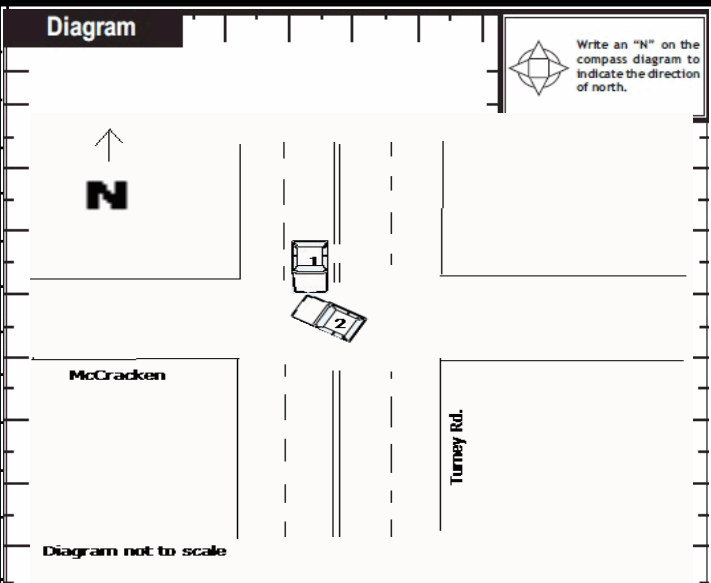 Diagram
Write an “N” on the
compass diagram to
indicate the direction
of north.
N
1
2
McCracken
Turney Rd.
Diagram not to scale